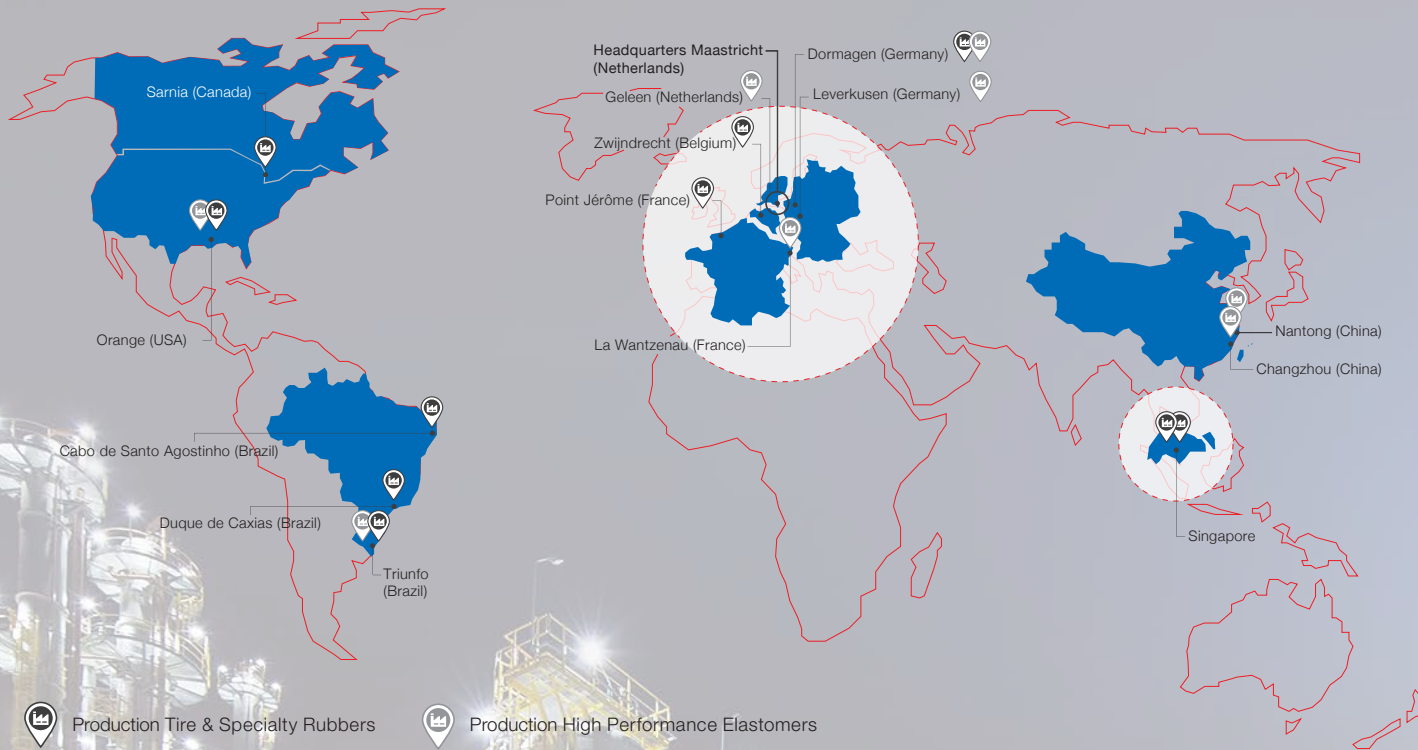 Headquarters Maastricht
(Netherlands)
Dormagen (Germany)
Sarnia (Canada)
Geleen (Netherlands)
Leverkusen (Germany)
Zwijndrecht (Belgium)
Point Jérôme (France)
Orange (USA)
La Wantzenau (France)
Nantong (China)
Changzhou (China)
Cabo de Santo Agostinho (Brazil)
Duque de Caxias (Brazil)
Singapore
Triunfo
(Brazil)
Production Tire & Specialty Rubbers
Production High Performance Elastomers